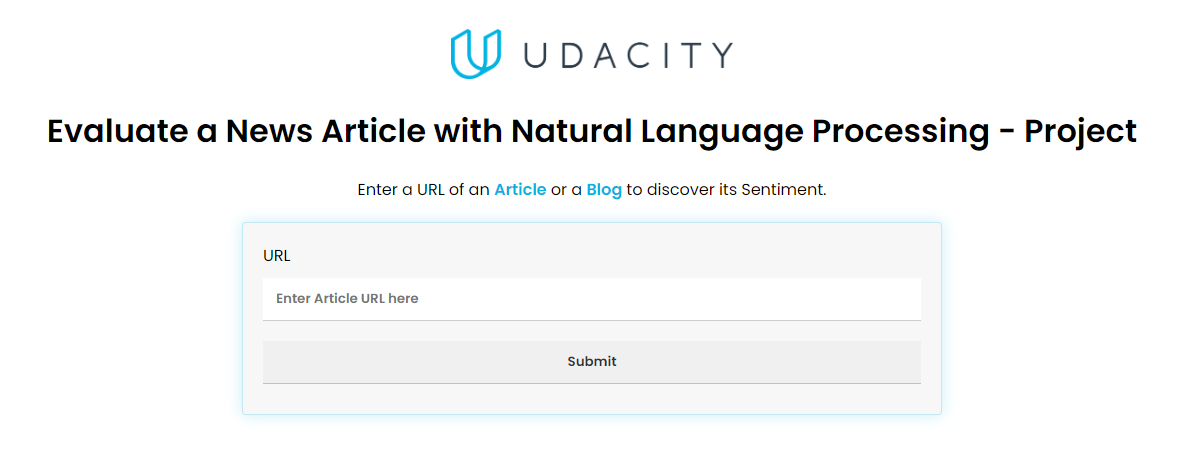 UDACITY
Evaluate a News Article with Natural Language Processing - Project
Enter a URL of an Article or a Blog to discover its Sentiment.
URL
Enter Article URL here
Submit